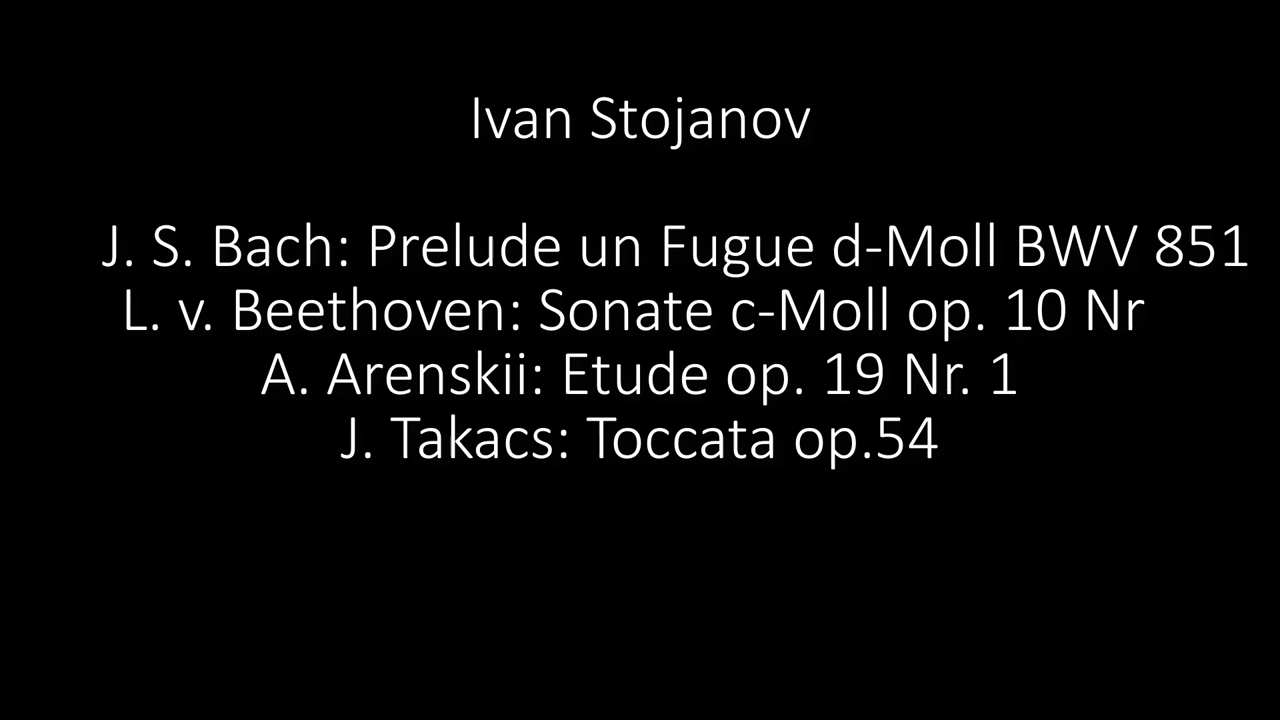 Ivan Stojanov
J. S. Bach: Prelude un Fugue d-Moll BWV 851
L. v. Beethoven: Sonate c-Moll op. 10 Nr
A. Arenskii: Etude op. 19 Nr. 1
J. Takacs: Toccata op.54